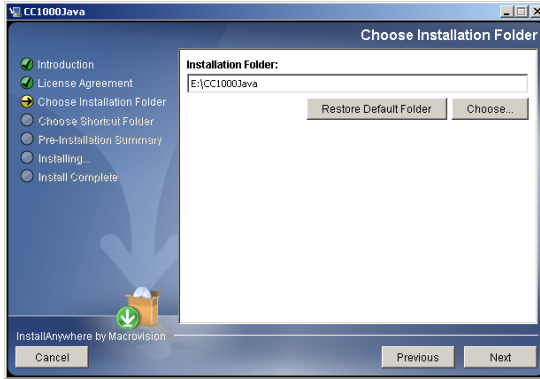 CC1000Java
Choose Installation Folder
Introduction
License Agreement
Choose Installation Folder
Choose Shortcut Folder
Pre-Installation Summary
Installing...
Install Complete
Installation Folder:
E:\CC1000Java
Restore Default Folder
Choose...
InstallAnywhere by Macrovision
Cancel
Previous
Next